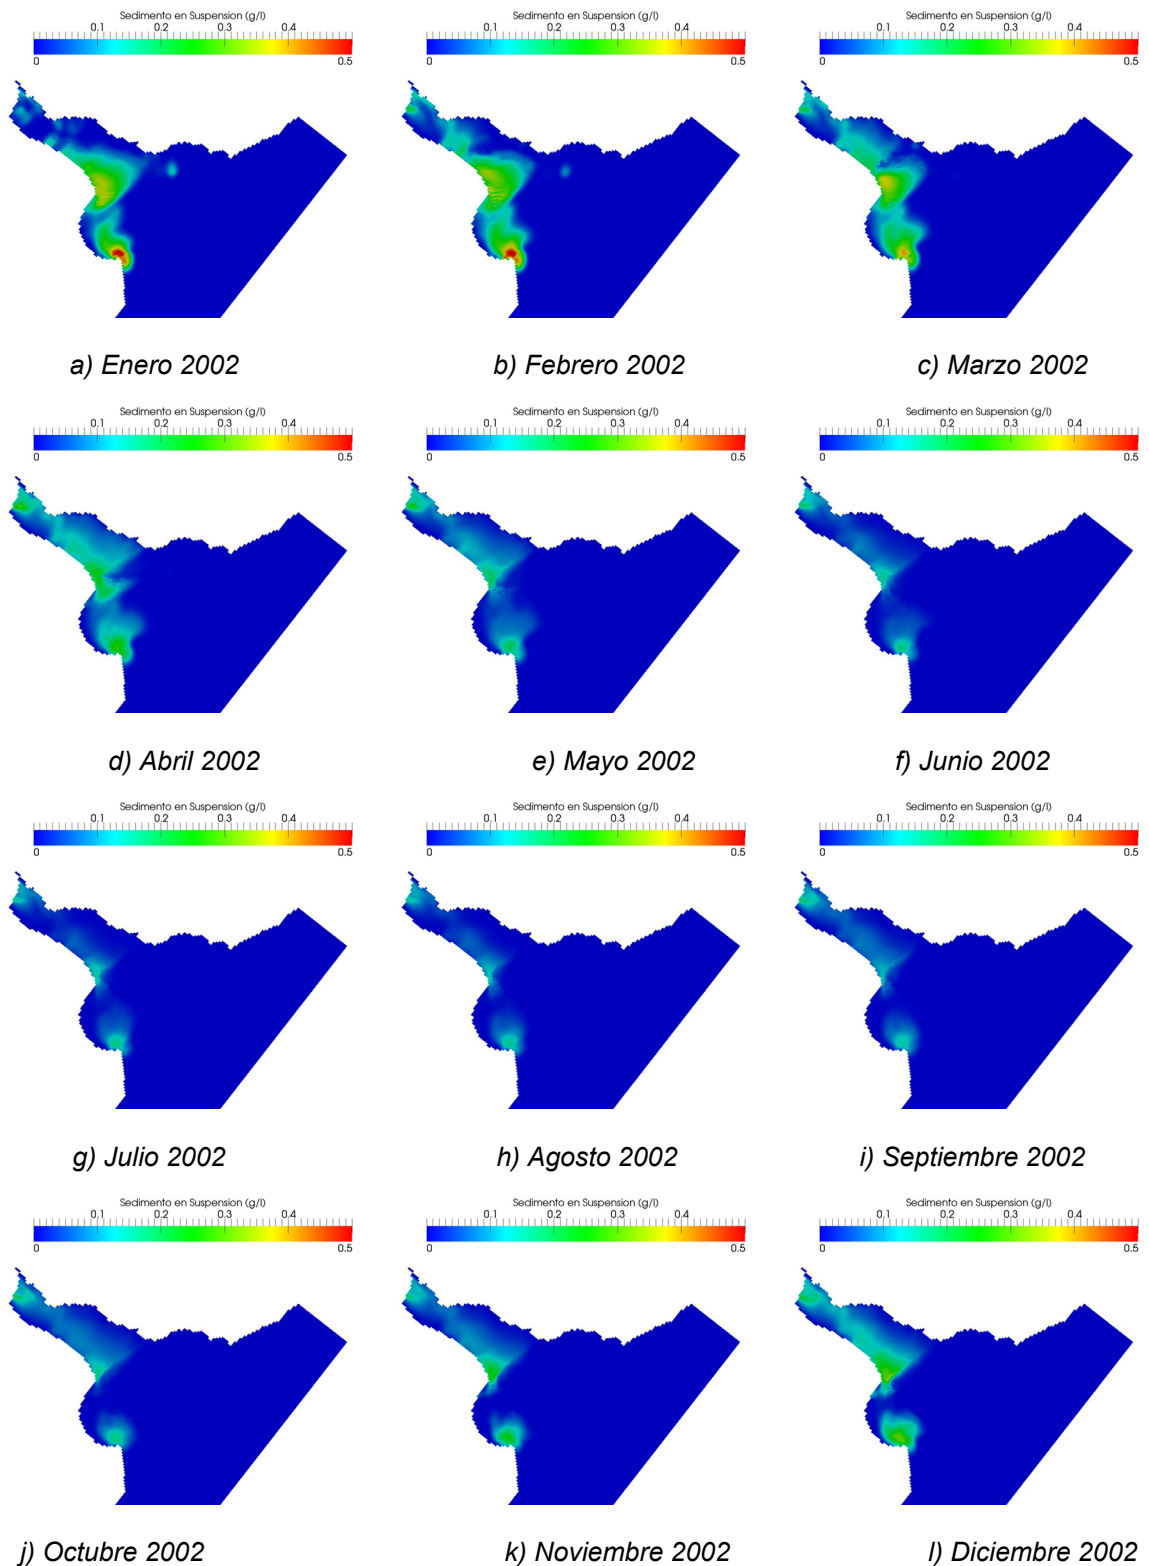 Sedimento en Suspension (g/l) Sedimento en Suspension (g/l) Sedimento en Suspension (g/l)
0.1 0.2 0.3 0.4 0.1 0.2 0.3 0.4 0.1 0.2 0.3 0.4
0 0.5 0 0.5 0 0.5
a) Enero 2002 b) Febrero 2002 c) Marzo 2002
Sedimento en Suspension (g/l) Sedimento en Suspension (g/l) Sedimento en Suspension (g/l)
0.1 0.2 0.3 0.4 0.1 0.2 0.3 0.4 0.1 0.2 0.3 0.4
0 0.5 0 0.5 0 0.5
d) Abril 2002 e) Mayo 2002 f) Junio 2002
Sedimento en Suspension (g/l) Sedimento en Suspension (g/l) Sedimento en Suspension (g/l)
0.1 0.2 0.3 0.4 0.1 0.2 0.3 0.4 0.1 0.2 0.3 0.4
0 0.5 0 0.5 0 0.5
g) Julio 2002 h) Agosto 2002 i) Septiembre 2002
Sedimento en Suspension (g/l) Sedimento en Suspension (g/l) Sedimento en Suspension (g/l)
0.1 0.2 0.3 0.4 0.1 0.2 0.3 0.4 0.1 0.2 0.3 0.4
0 0.5 0 0.5 0 0.5
j) Octubre 2002 k) Noviembre 2002 l) Diciembre 2002